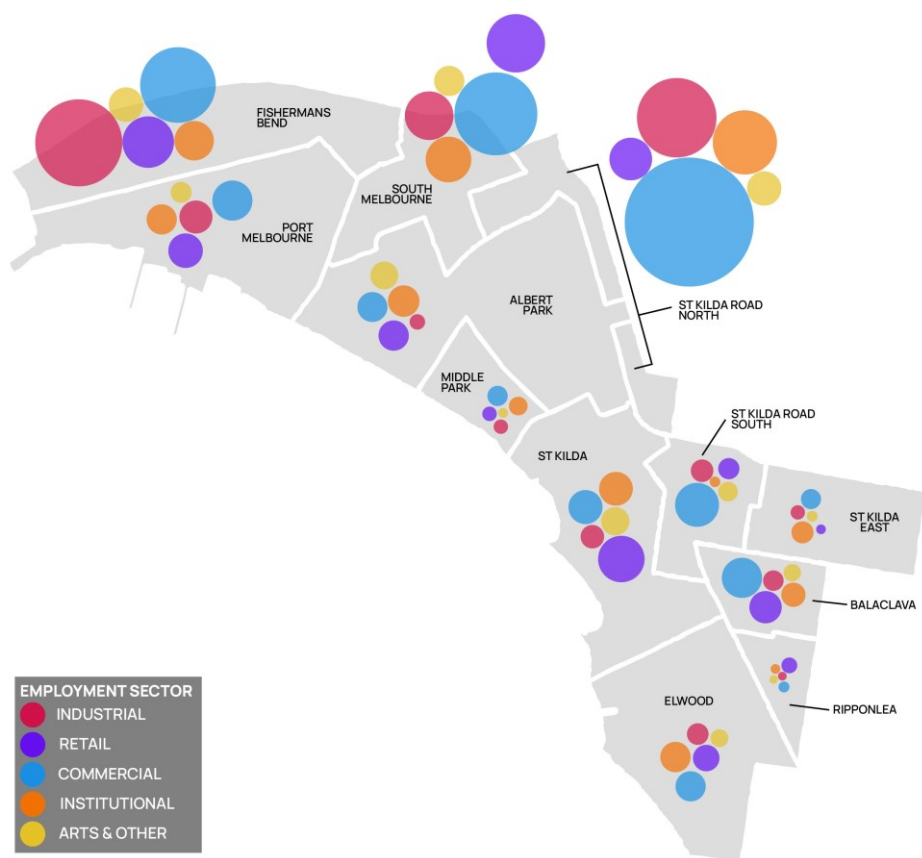 FISHERMANS
BEND
SOUTH
MELBOURNE
PORT
MELBOURNE
ALBERT
PARK
ST KILDA ROAD
NORTH
MIDDLE
PARK
ST KILDA ROAD
SOUTH
ST KILDA
ST KILDA
EAST
BALACLAVA
RIPPONLEA
ELWOOD
EMPLOYMENT SECTOR
INDUSTRIAL
RETAIL
COMMERCIAL
INSTITUTIONAL
ARTS & OTHER